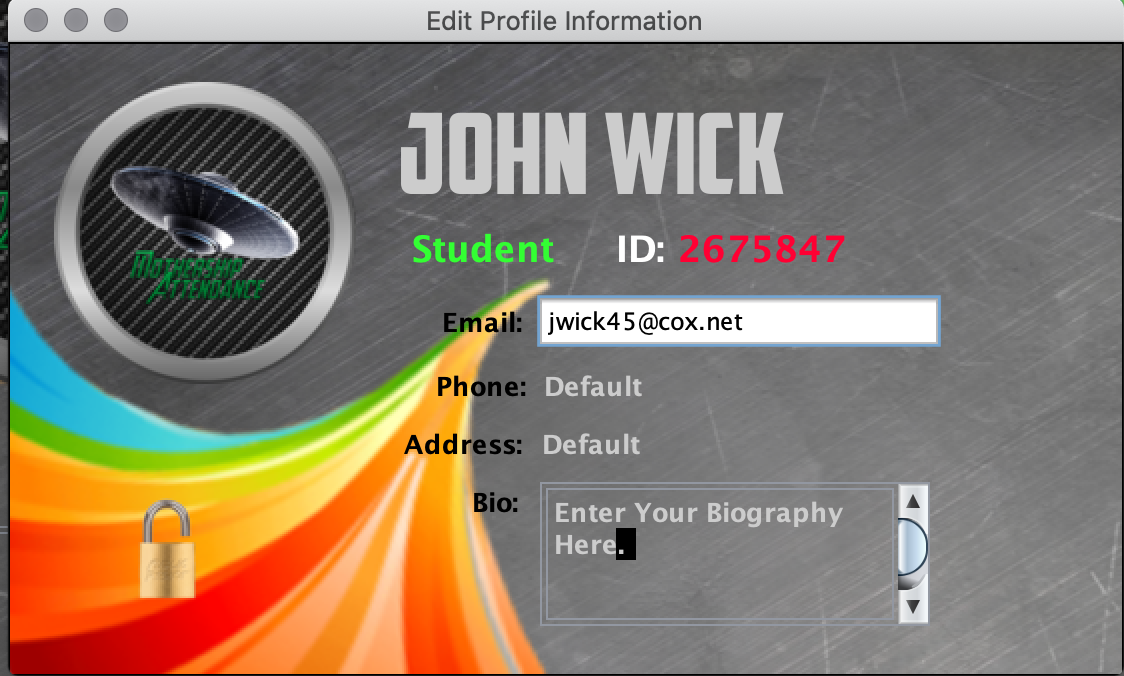 Edit Profile Information
MOTHERSHIP
ATTENDANCE
JOHN WICK
Student ID: 2675847
Email: jwick45@cox.net
Phone: Default
Address: Default
Bio: Enter Your Biography
Here.